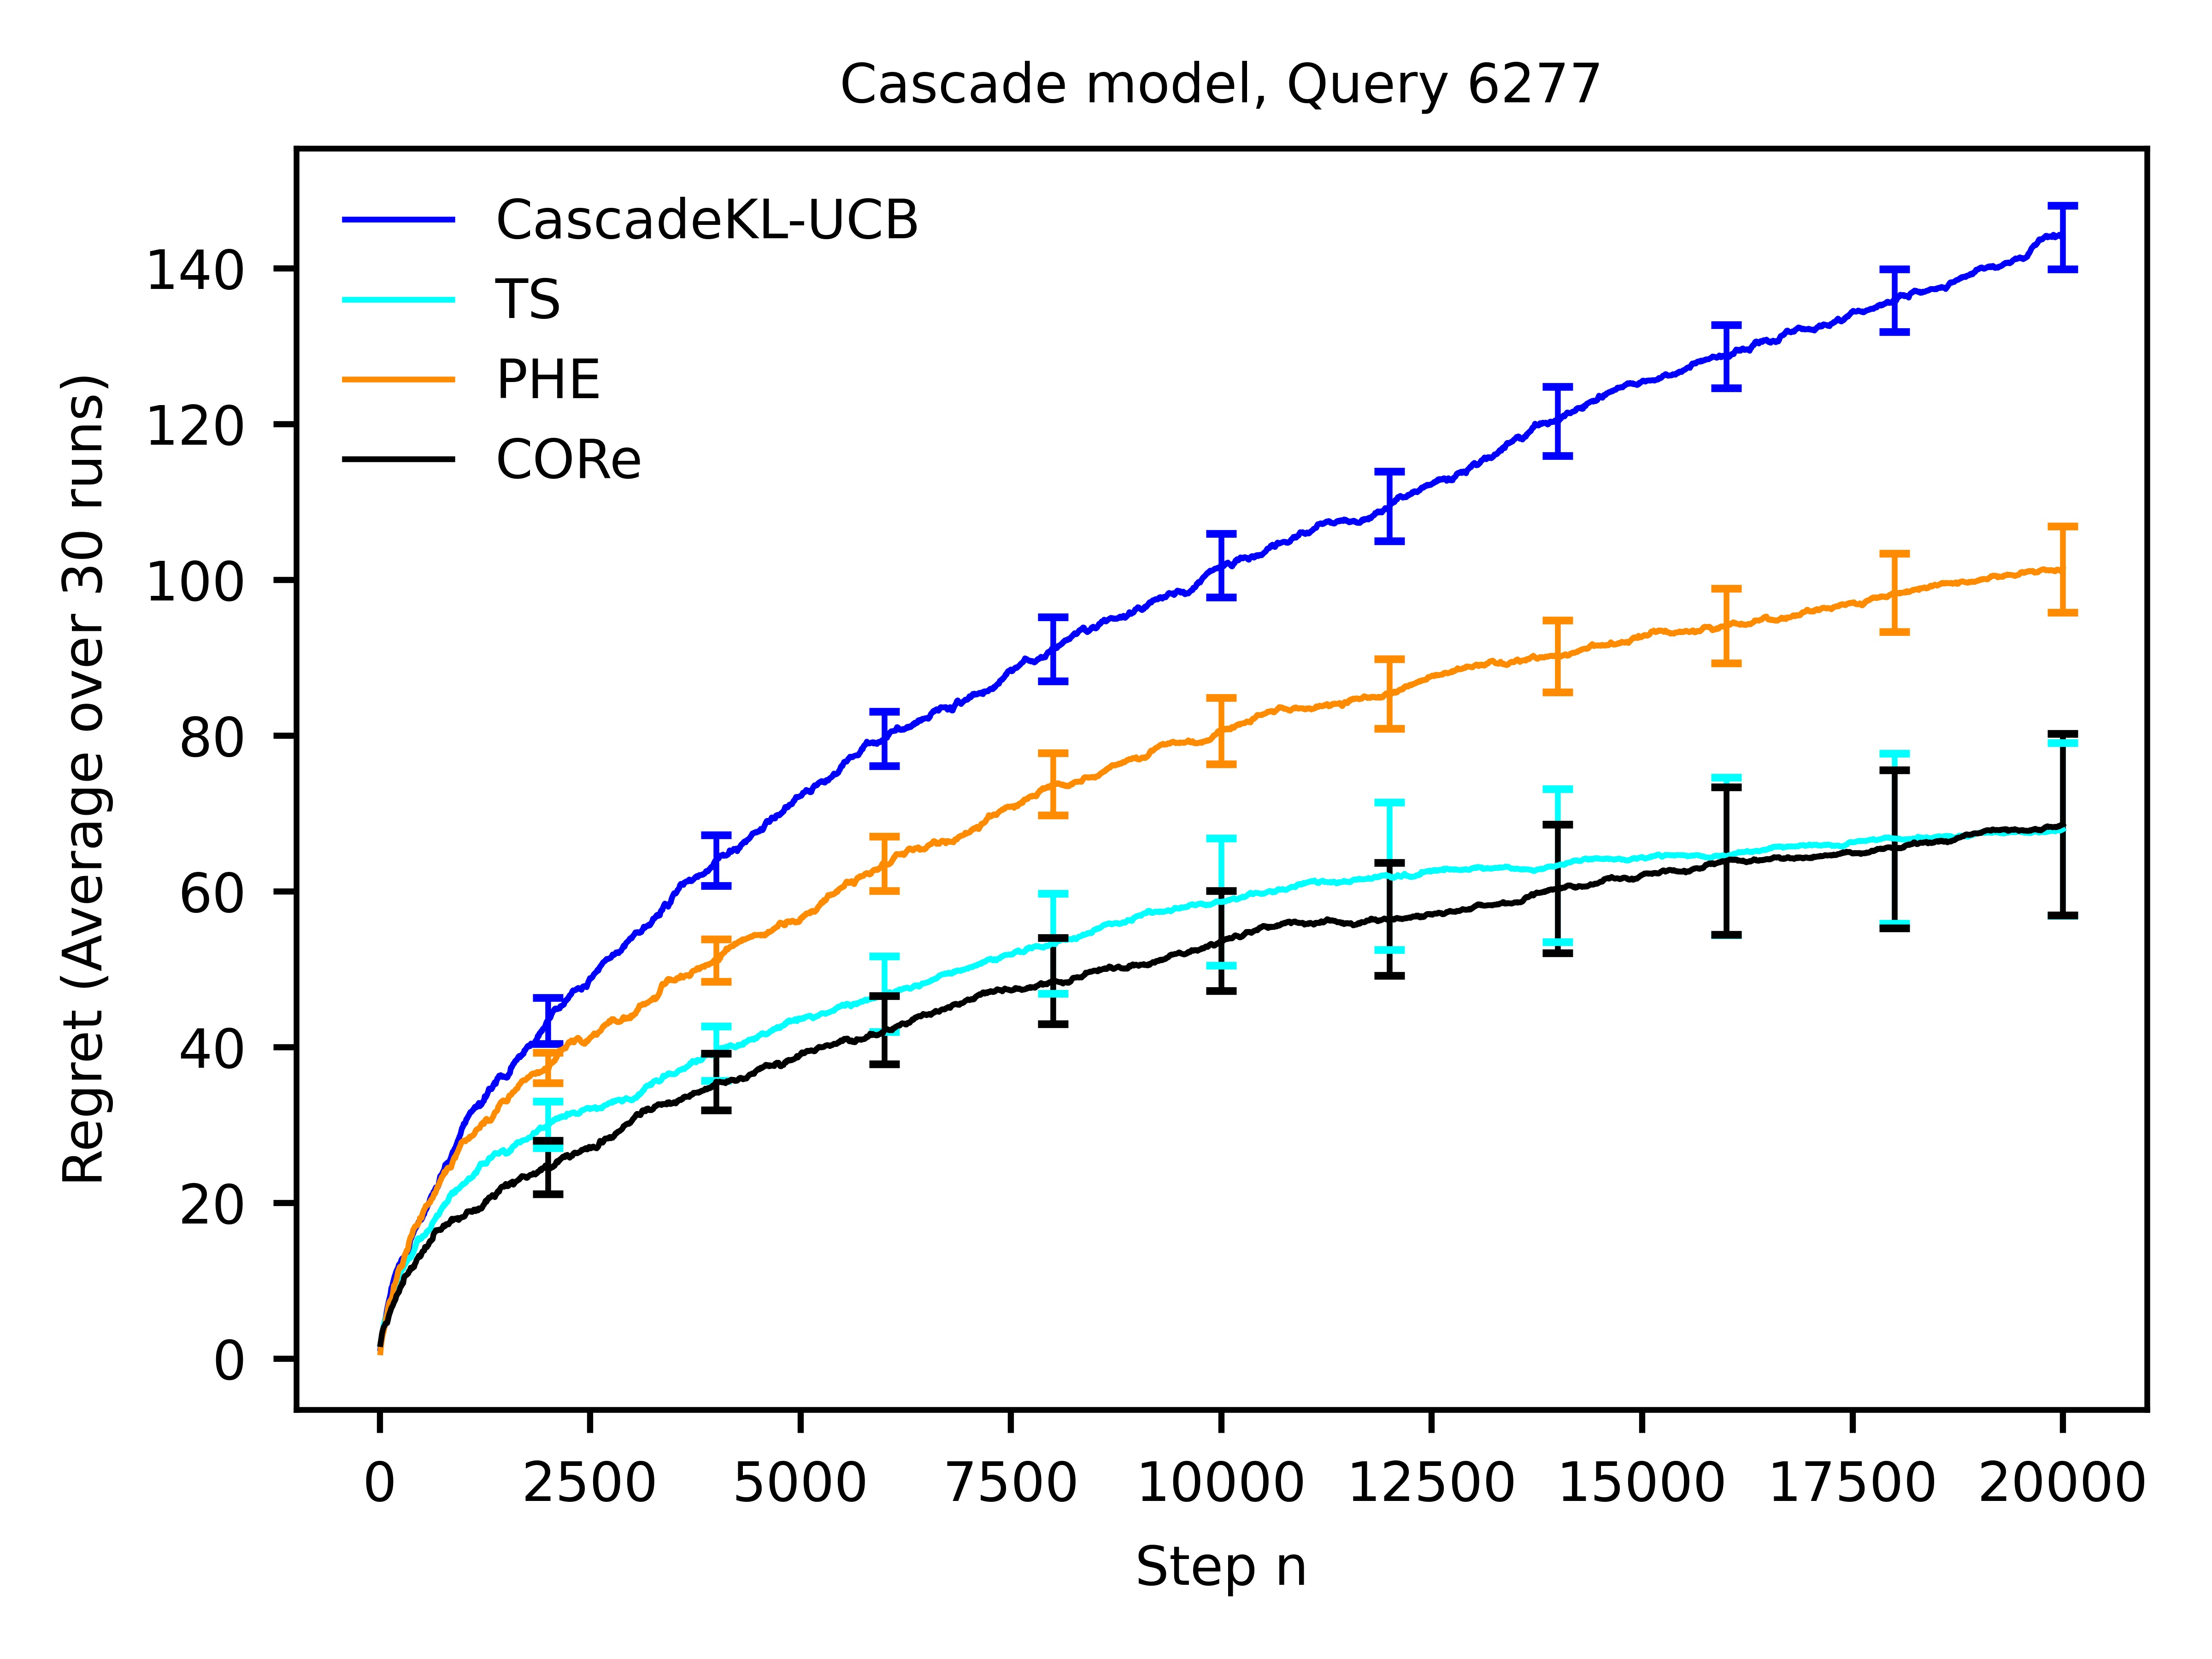 Cascade model, Query 6277
CascadeKL-UCB
TS
PHE
CORe
Regret (Average over 30 runs)
140
120
100
80
60
40
20
0
0 2500 5000 7500 10000 12500 15000 17500 20000
Step n